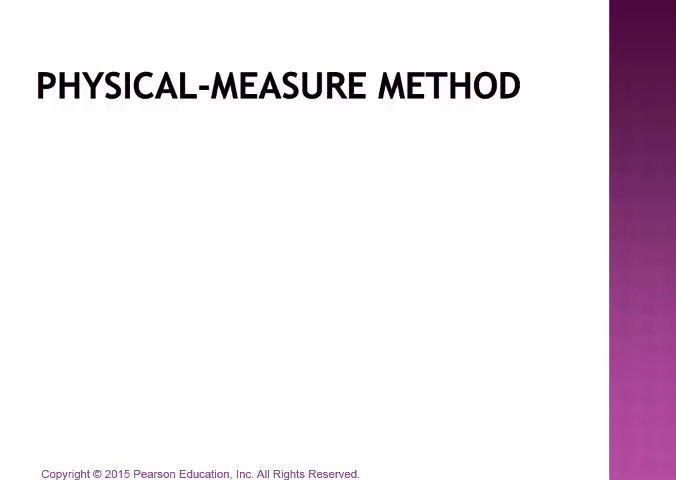 PHYSICAL-MEASURE METHOD
Copyright © 2015 Pearson Education, Inc. All Rights Reserved.